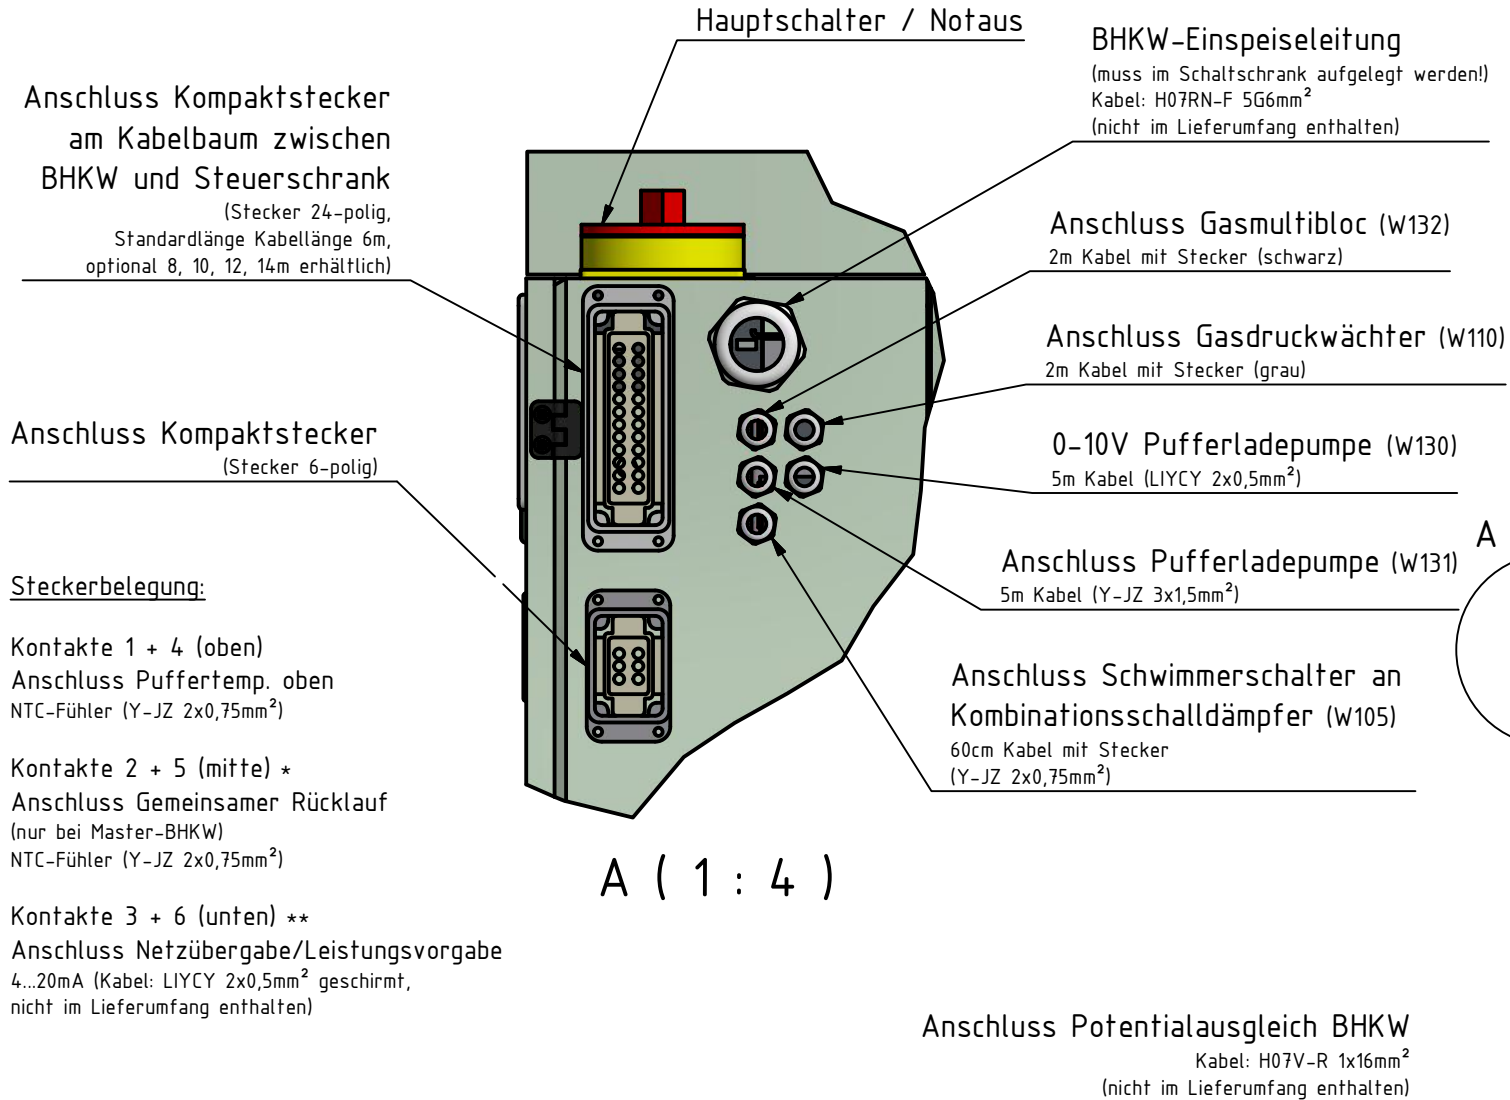 Hauptschalter / Notaus
BHKW-Einspeiseleitung
(muss im Schaltschrank aufgelegt werden!)
Kabel: H07RN-F 5G6mm²
(nicht im Lieferumfang enthalten)
Anschluss Kompaktstecker
am Kabelbaum zwischen
BHKW und Steuerschrank
(Stecker 24-polig,
Standardlänge Kabellänge 6m,
optional 8, 10, 12, 14m erhältlich)
Anschluss Gasmultibloc (W132)
2m Kabel mit Stecker (schwarz)
Anschluss Gasdruckwächter (W110)
2m Kabel mit Stecker (grau)
Anschluss Kompaktstecker
(Stecker 6-polig)
0-10V Pufferladepumpe (W130)
5m Kabel (LIYCY 2x0,5mm²)
A
Anschluss Pufferladepumpe (W131)
5m Kabel (Y-JZ 3x1,5mm²)
Steckerbelegung:
Kontakte 1 + 4 (oben)
Anschluss Puffertemp. oben
NTC-Fühler (Y-JZ 2x0,75mm²)
Kontakte 2 + 5 (mitte) *
Anschluss Gemeinsamer Rücklauf
(nur bei Master-BHKW)
NTC-Fühler (Y-JZ 2x0,75mm²)
Kontakte 3 + 6 (unten) **
Anschluss Netzübergabe/Leistungsvorgabe
4...20mA (Kabel: LIYCY 2x0,5mm² geschirmt,
nicht im Lieferumfang enthalten)
Anschluss Schwimmerschalter an
Kombinationsschalldämpfer (W105)
60cm Kabel mit Stecker
(Y-JZ 2x0,75mm²)
A ( 1 : 4 )
Anschluss Potentialausgleich BHKW
Kabel: H07V-R 1x16mm²
(nicht im Lieferumfang enthalten)